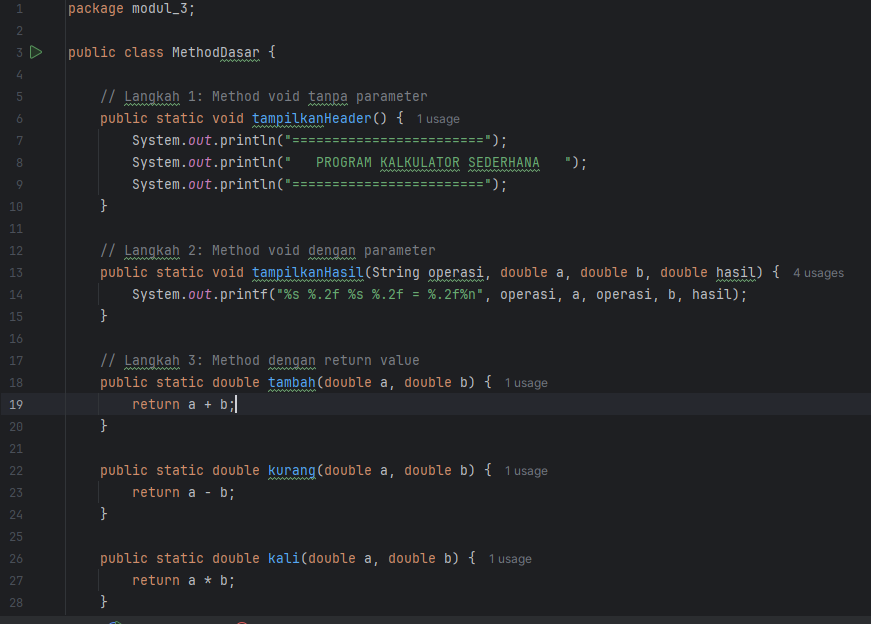 1 package modul_3;
2
3 public class MethodDasar {
4
5 // Langkah 1: Method void tanpa parameter
6 public static void tampilkanHeader() { 1 usage
7 System.out.println("========================");
8 System.out.println("   PROGRAM KALKULATOR SEDERHANA   ");
9 System.out.println("========================");
10 }
11
12 // Langkah 2: Method void dengan parameter
13 public static void tampilkanHasil(String operasi, double a, double b, double hasil) { 4 usages
14 System.out.printf("%s %.2f %s %.2f = %.2f%n", operasi, a, operasi, b, hasil);
15 }
16
17 // Langkah 3: Method dengan return value
18 public static double tambah(double a, double b) { 1 usage
19 return a + b;
20 }
21
22 public static double kurang(double a, double b) { 1 usage
23 return a - b;
24 }
25
26 public static double kali(double a, double b) { 1 usage
27 return a * b;
28 }